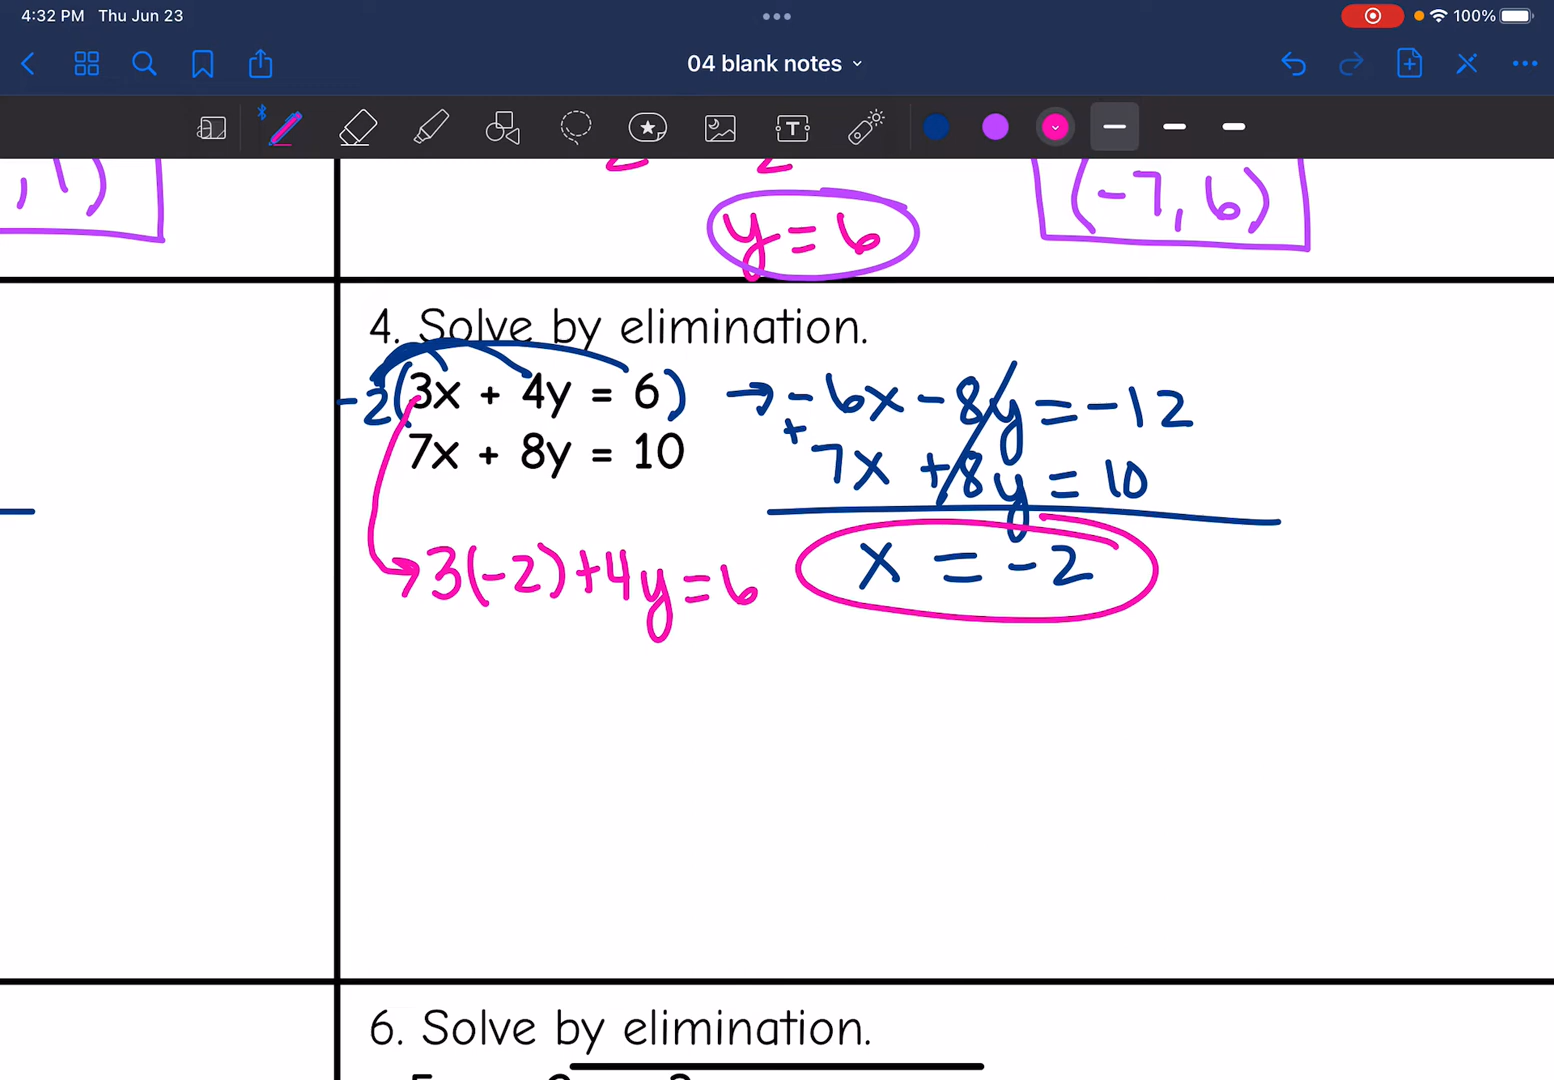 4:32 PM Thu Jun 23
100%
04 blank notes
, 1)
y = 6
(-7, 6)
4. Solve by elimination.
-2(3x + 4y = 6) → -6x - 8y = -12
7x + 8y = 10
+ 7x + 8y = 10
x = -2
3(-2) + 4y = 6
6. Solve by elimination.